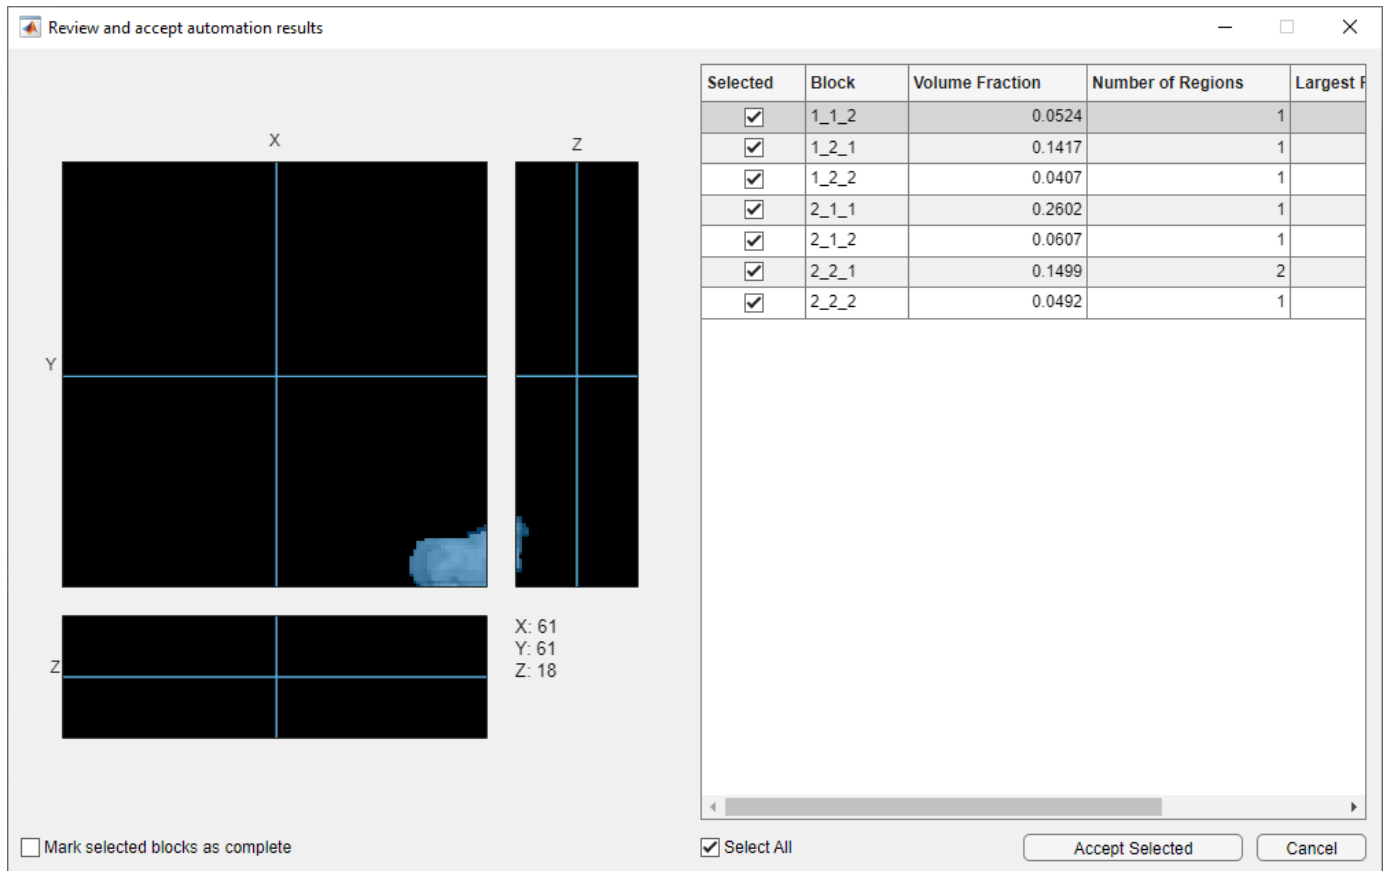 Review and accept automation results
X
Z
Y
Z
X: 61
Y: 61
Z: 18
Selected Block Volume Fraction Number of Regions Largest
1_1_2 0.0524 1
1_2_1 0.1417 1
1_2_2 0.0407 1
2_1_1 0.2602 1
2_1_2 0.0607 1
2_2_1 0.1499 2
2_2_2 0.0492 1
Mark selected blocks as complete
Select All
Accept Selected
Cancel